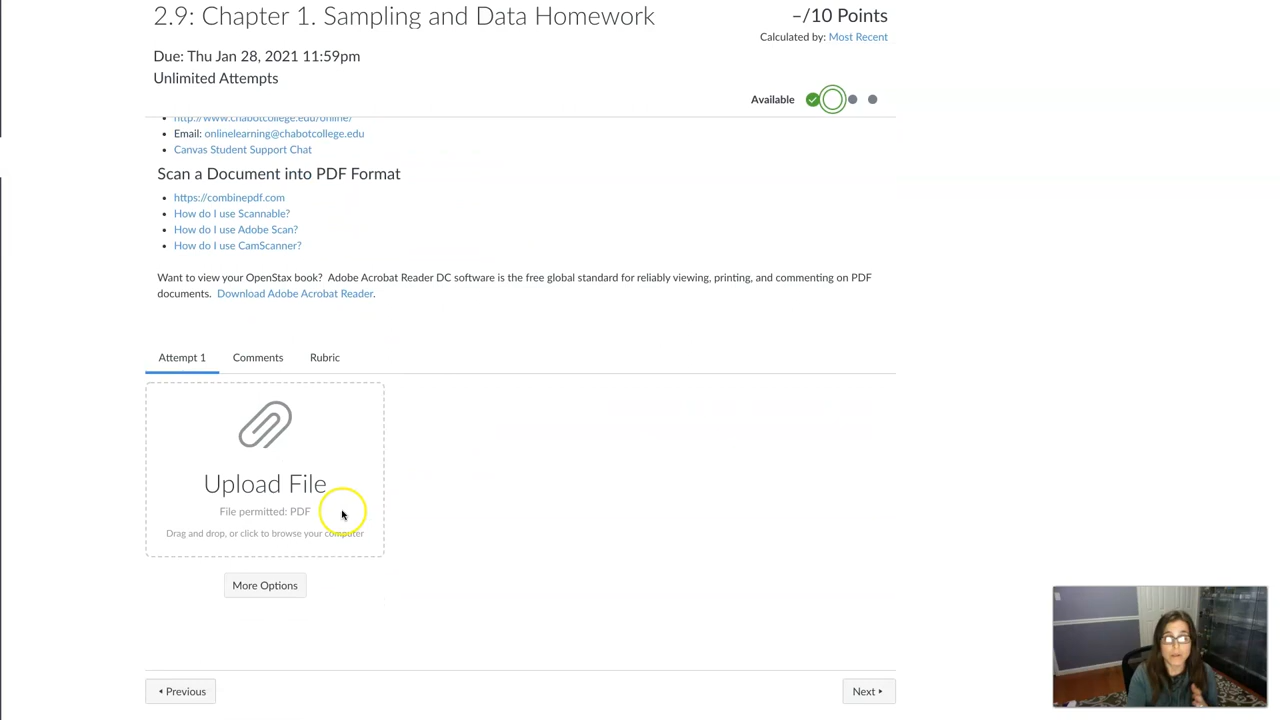 2.9: Chapter 1. Sampling and Data Homework
–/10 Points
Calculated by: Most Recent
Due: Thu Jan 28, 2021 11:59pm
Unlimited Attempts
Available
http://www.chabotcollege.edu/online/
Email: onlinelearning@chabotcollege.edu
Canvas Student Support Chat
Scan a Document into PDF Format
https://combinepdf.com
How do I use Scannable?
How do I use Adobe Scan?
How do I use CamScanner?
Want to view your OpenStax book? Adobe Acrobat Reader DC software is the free global standard for reliably viewing, printing, and commenting on PDF
documents. Download Adobe Acrobat Reader.
Attempt 1
Comments
Rubric
Upload File
File permitted: PDF
Drag and drop, or click to browse your computer
More Options
Previous
Next